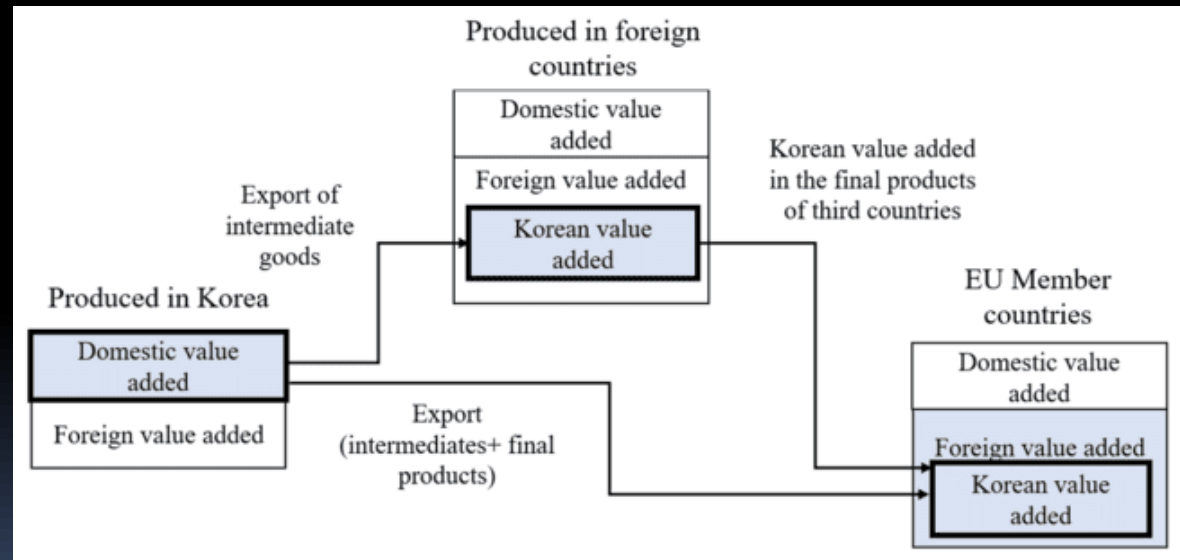 Produced in foreign
countries
Domestic value
added
Foreign value added
Korean value
added
Korean value added
in the final products
of third countries
Export of
intermediate
goods
Produced in Korea
Domestic value
added
Foreign value added
Export
(intermediates+ final
products)
EU Member
countries
Domestic value
added
Foreign value added
Korean value
added